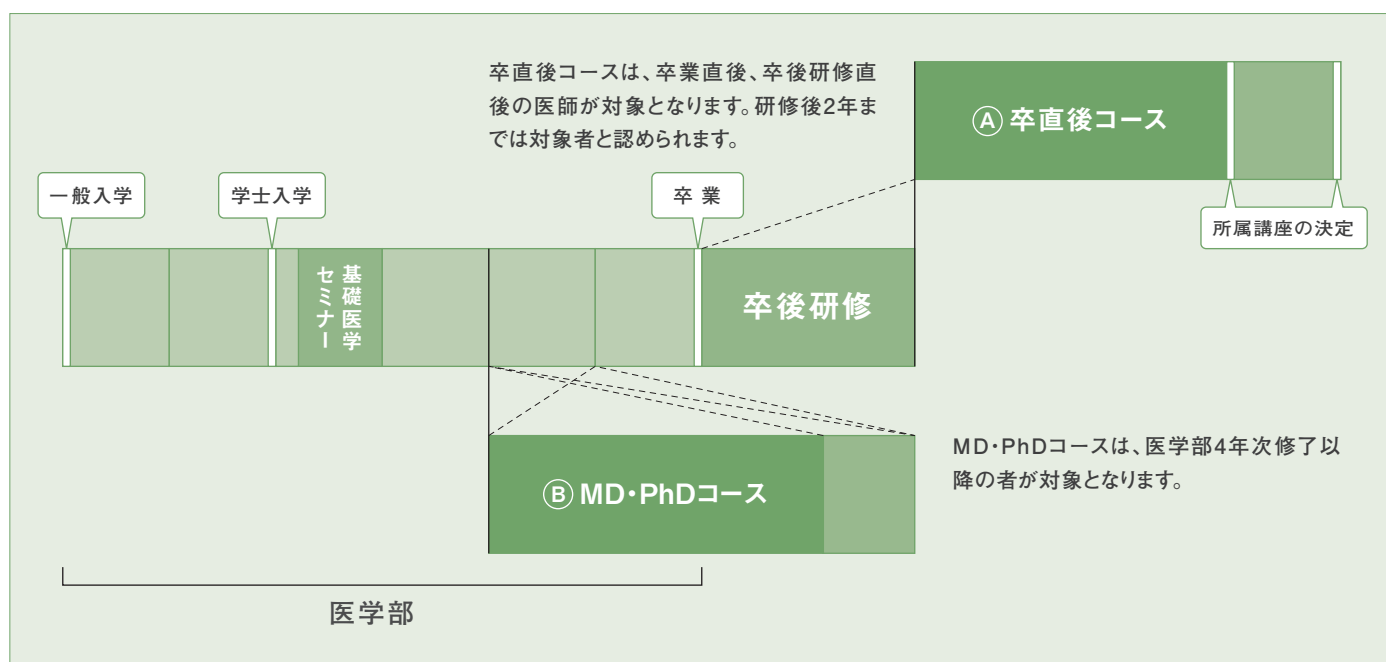 卒直後コースは、卒業直後、卒後研修直
後の医師が対象となります。研修後2年ま
では対象者と認められます。
Ⓐ 卒直後コース
一般入学
学士入学
卒 業
所属講座の決定
基礎医学
セミナー
卒後研修
Ⓑ MD・PhDコース
MD・PhDコースは、医学部4年次修了以
降の者が対象となります。
医学部